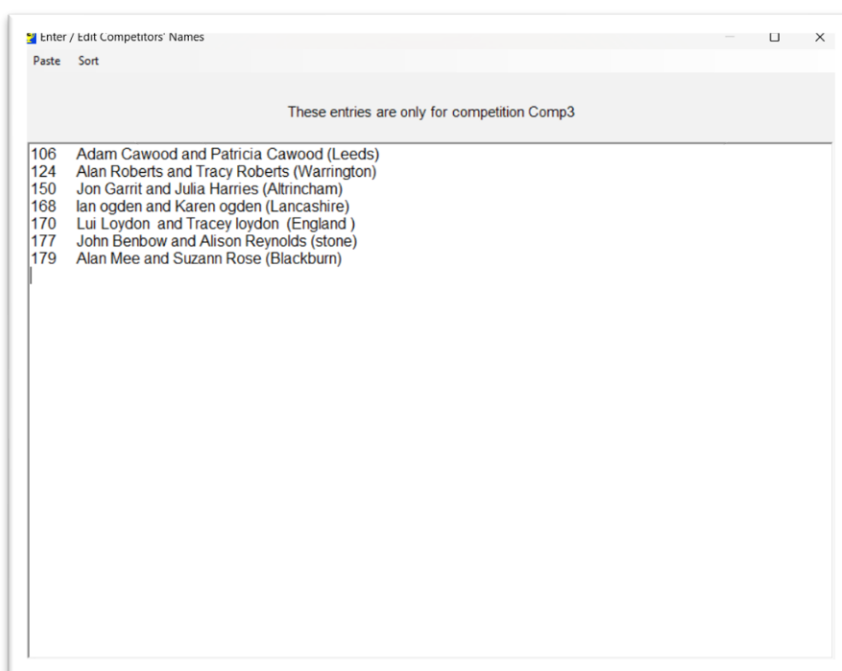 Enter / Edit Competitors' Names
Paste Sort
These entries are only for competition Comp3
106 Adam Cawood and Patricia Cawood (Leeds)
124 Alan Roberts and Tracy Roberts (Warrington)
150 Jon Garrit and Julia Harries (Altrincham)
168 Ian ogden and Karen ogden (Lancashire)
170 Lui Loydon  and Tracey loydon  (England )
177 John Benbow and Alison Reynolds (stone)
179 Alan Mee and Suzann Rose (Blackburn)